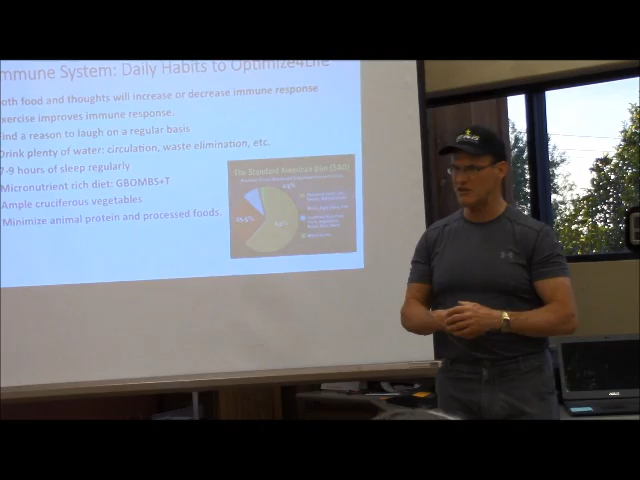 mmune System: Daily Habits to Optimize4Life
oth food and thoughts will increase or decrease immune response
xercise improves immune response.
ind a reason to laugh on a regular basis
Drink plenty of water: circulation, waste elimination, etc.
7-9 hours of sleep regularly
Micronutrient rich diet: GBOMBS+T
Ample cruciferous vegetables
Minimize animal protein and processed foods.
The Standard American Diet (SAD)
25.5%
ASUS